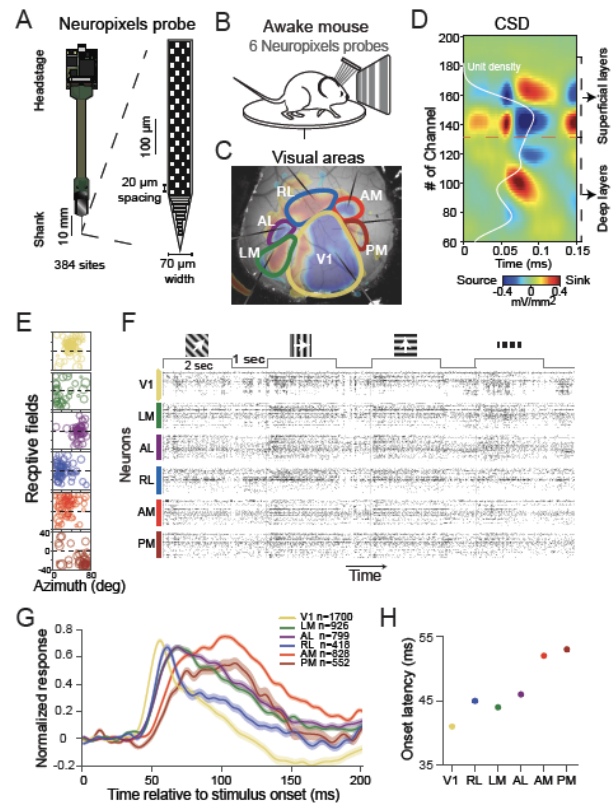 A
Neuropixels probe
Headstage
Shank
100 µm
20 µm
spacing
10 mm
384 sites
70 µm
width
B
Awake mouse
6 Neuropixels probes
C
Visual areas
RL
AM
AL
LM
V1
PM
D
CSD
200
180
160
140
120
100
80
60
# of Channel
Unit density
Superficial layers
Deep layers
0
0.05
0.1
0.15
Time (ms)
Source
Sink
-0.4
0
0.4
mV/mm2
E
Recptive fields
40
0
-40
0
80
Azimuth (deg)
F
2 sec
1 sec
Neurons
V1
LM
AL
RL
AM
PM
Time
G
Normalized response
0.8
0.6
0.4
0.2
0
-0.2
V1 n=1700
LM n=926
AL n=799
RL n=418
AM n=828
PM n=552
0
50
100
150
200
Time relative to stimulus onset (ms)
H
Onset latency (ms)
55
45
35
V1 RL LM AL AM PM